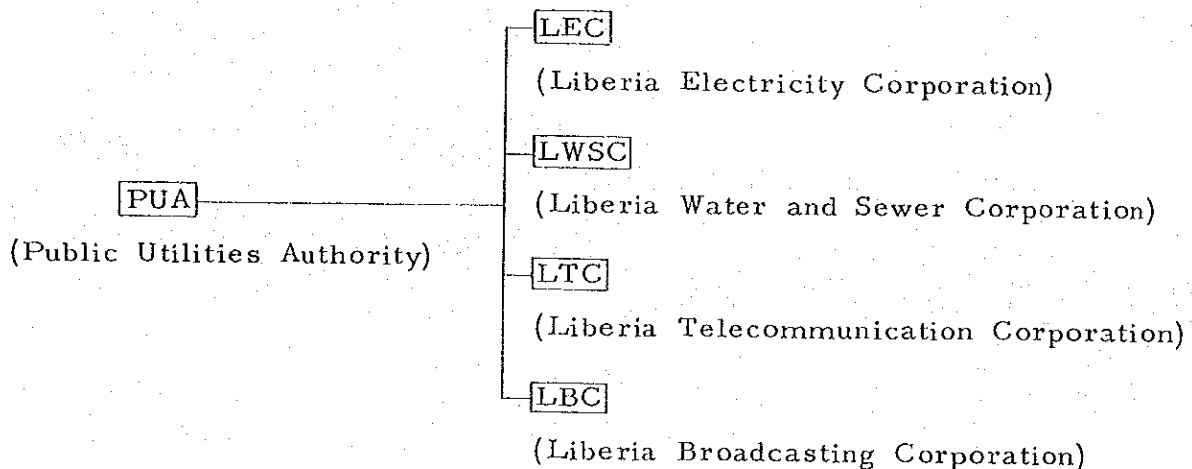 LEC
(Liberia Electricity Corporation)
LWSC
(Liberia Water and Sewer Corporation)
PUA
(Public Utilities Authority)
LTC
(Liberia Telecommunication Corporation)
LBC
(Liberia Broadcasting Corporation)